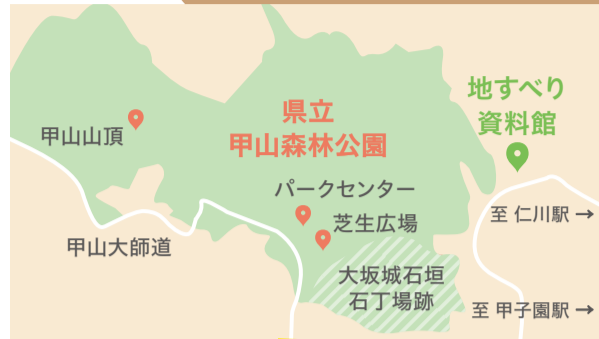 地すべり
資料館
県立
甲山森林公園
甲山山頂
パークセンター
芝生広場
至 仁川駅 →
甲山大師道
大坂城石垣
石丁場跡
至 甲子園駅 →